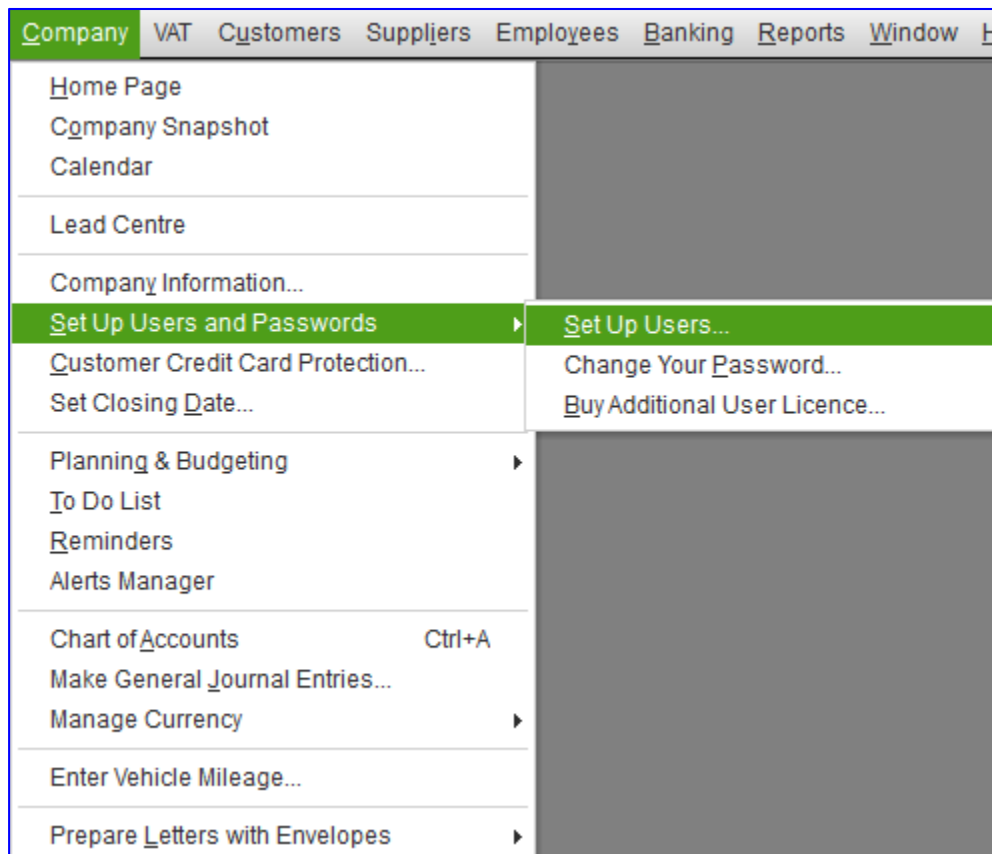 Company VAT Customers Suppliers Employees Banking Reports Window H
Home Page
Company Snapshot
Calendar
Lead Centre
Company Information...
Set Up Users and Passwords
Set Up Users...
Customer Credit Card Protection...
Change Your Password...
Set Closing Date...
Buy Additional User Licence...
Planning & Budgeting
To Do List
Reminders
Alerts Manager
Chart of Accounts Ctrl+A
Make General Journal Entries...
Manage Currency
Enter Vehicle Mileage...
Prepare Letters with Envelopes